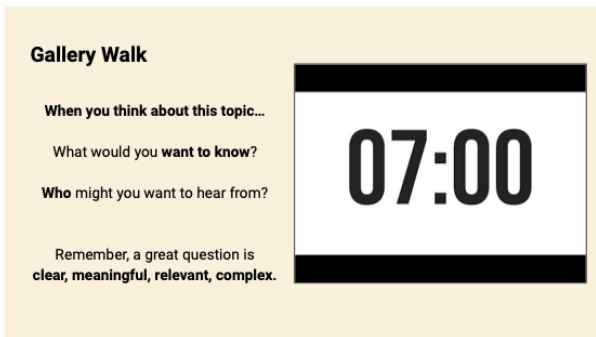 Gallery Walk
When you think about this topic...
What would you want to know?
Who might you want to hear from?
Remember, a great question is
clear, meaningful, relevant, complex.
07:00